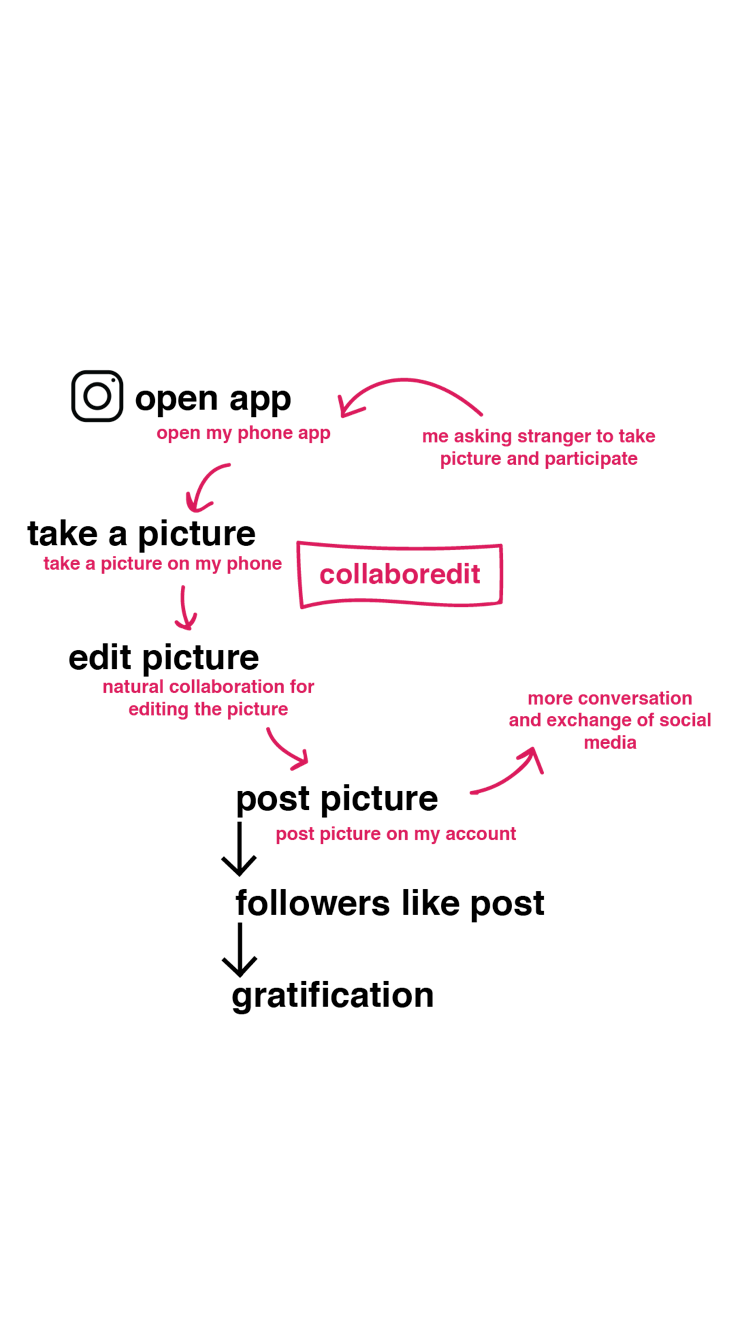 open app
open my phone app
me asking stranger to take
picture and participate
take a picture
take a picture on my phone
collaboredit
edit picture
natural collaboration for
editing the picture
more conversation
and exchange of social
media
post picture
post picture on my account
followers like post
gratification